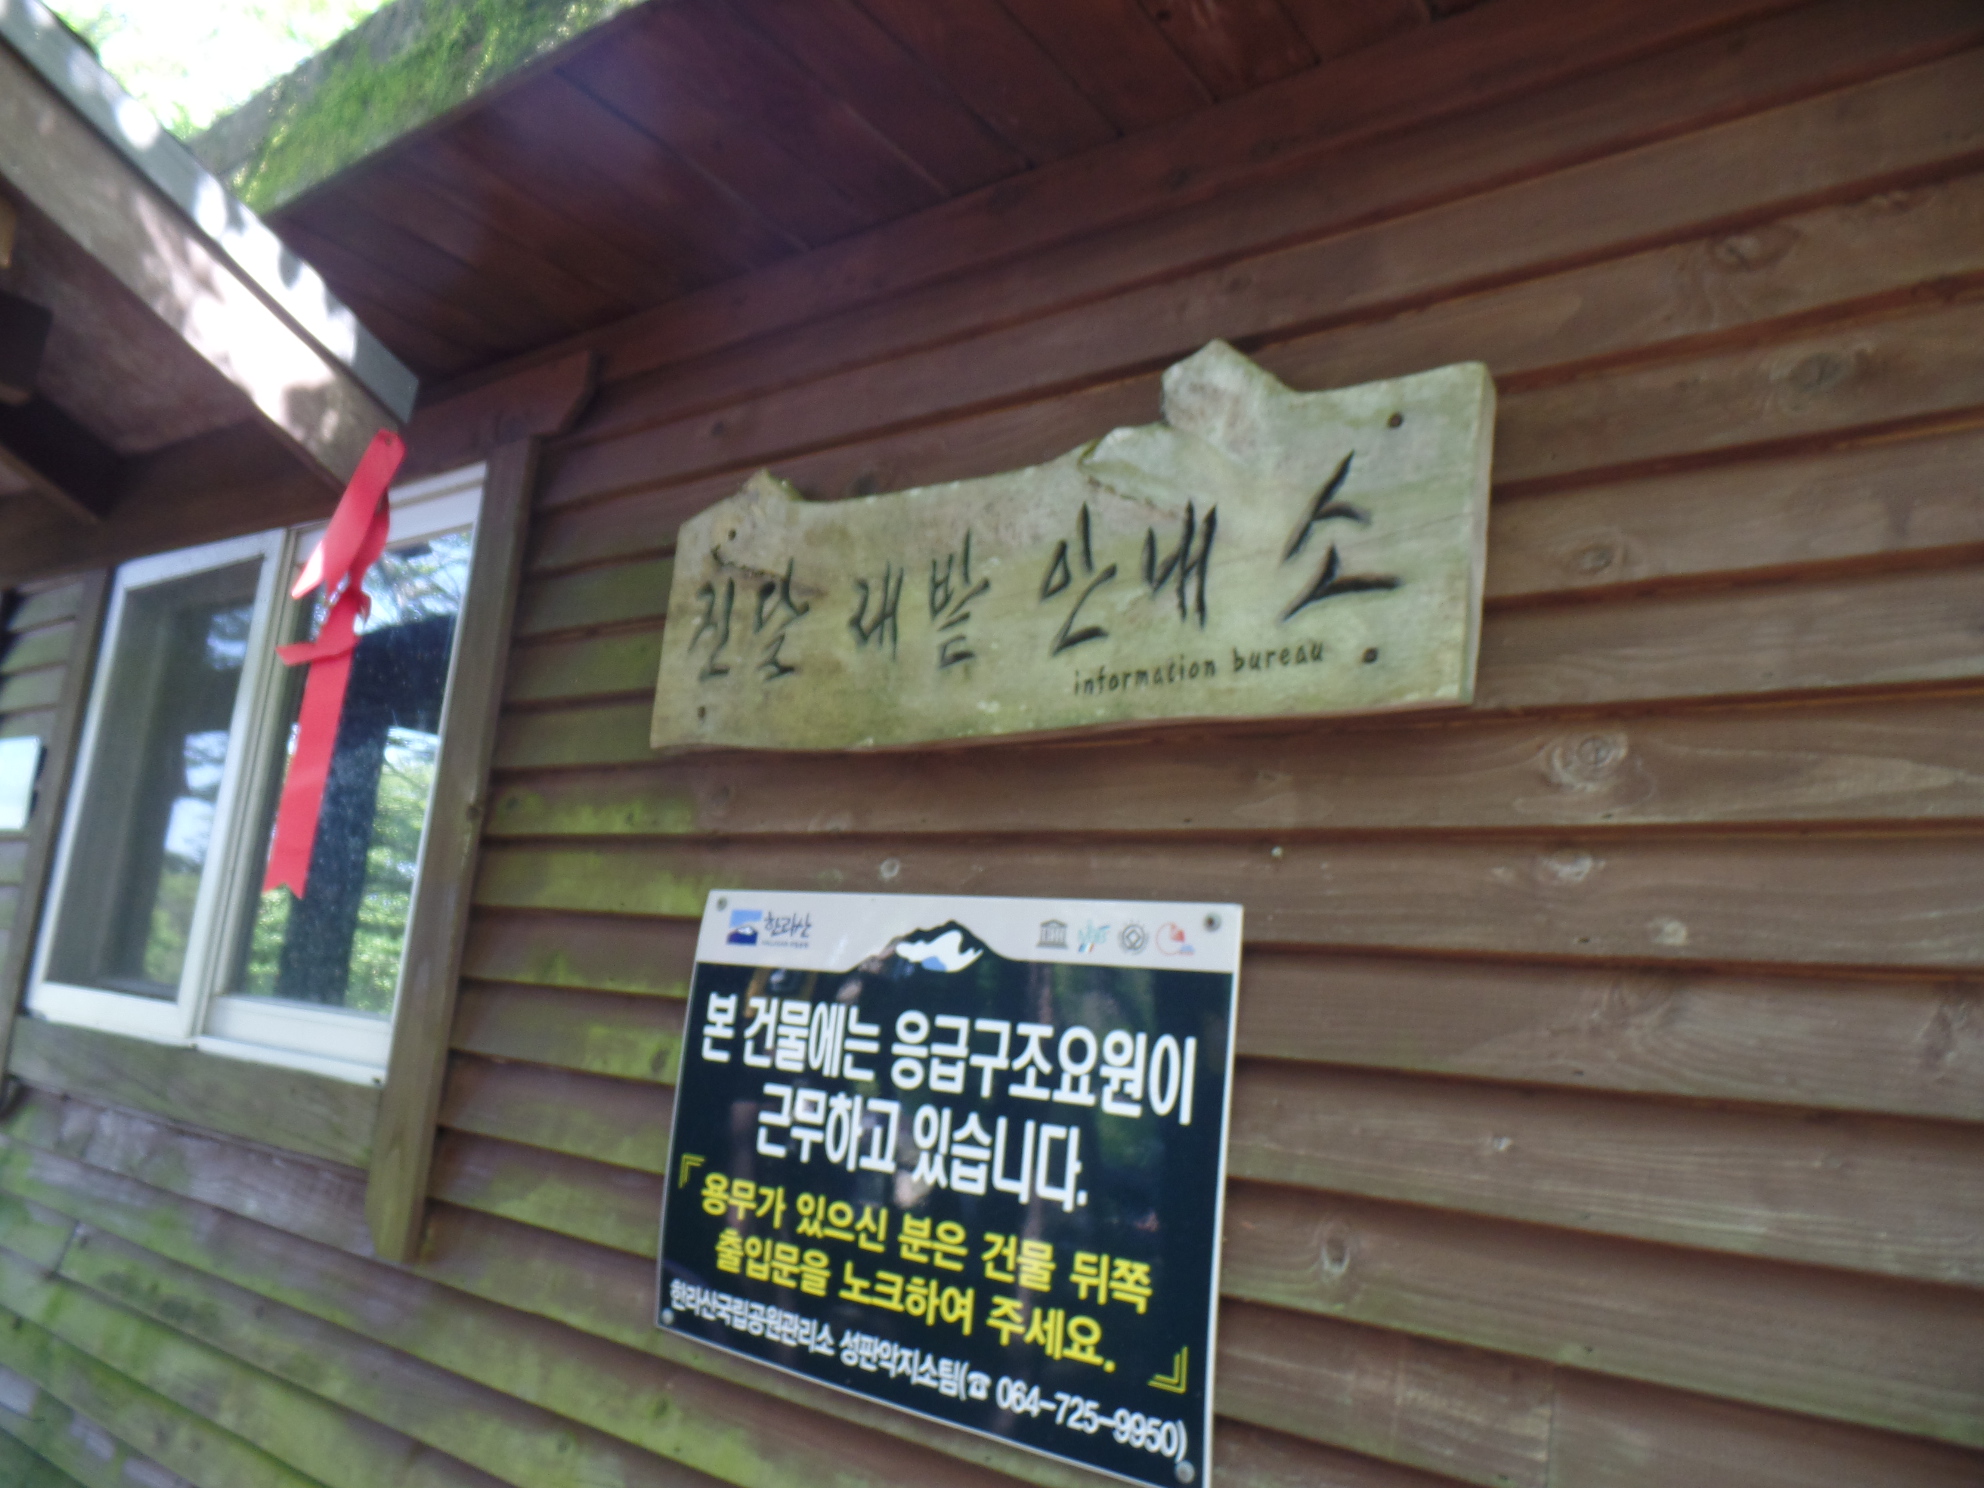 진달래밭 안내소
information bureau
한라산
본 건물에는 응급구조요원이
근무하고 있습니다.
『용무가 있으신 분은 건물 뒤쪽
출입문을 노크하여 주세요.』
한라산국립공원관리소 성판악지소팀(☎ 064-725-9950)